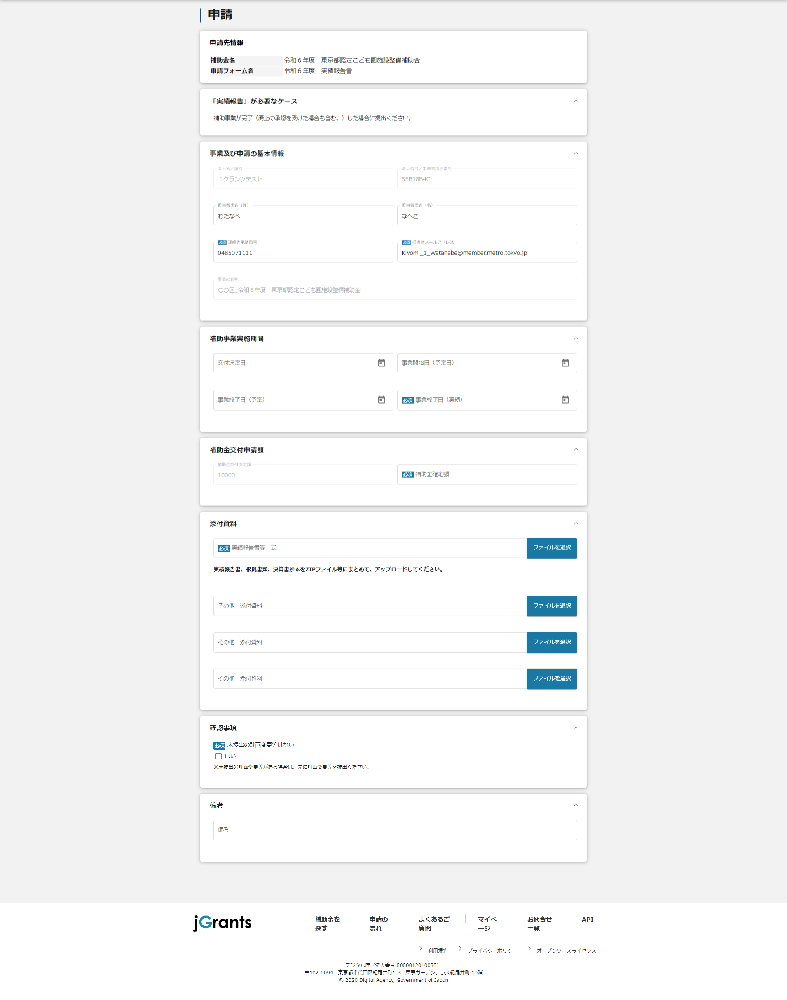 申請
申請先情報
補助金名 令和６年度　東京都認定こども園施設整備補助金
申請フォーム名 令和６年度　実績報告書
「実績報告」が必要なケース
補助事業が完了（廃止の承認を受けた場合も含む。）した場合に提出ください。
事業及び申請の基本情報
法人名／屋号 法人番号／事業者識別番号
Ｊクランツテスト 55B18B4C
担当者氏名（姓） 担当者氏名（名）
わたなべ なべこ
必須 連絡先電話番号 必須 担当者メールアドレス
0485071111 Kiyomi_1_Watanabe@member.metro.tokyo.jp
事業の名称
〇〇区_令和６年度　東京都認定こども園施設整備補助金
補助事業実施期間
交付決定日 事業開始日（予定日）
事業終了日（予定） 必須 事業終了日（実績）
補助金交付申請額
補助金交付決定額
10000 必須 補助金確定額
添付資料
必須 実績報告書等一式 ファイルを選択
実績報告書、根拠書類、決算書抄本をZIPファイル等にまとめて、アップロードしてください。
その他　添付資料 ファイルを選択
その他　添付資料 ファイルを選択
その他　添付資料 ファイルを選択
確認事項
必須 未提出の計画変更等はない
はい
※未提出の計画変更等がある場合は、先に計画変更等を提出ください。
備考
備考
jGrants
補助金を探す
申請の流れ
よくあるご質問
マイページ
お問合せ一覧
API
利用規約 プライバシーポリシー オープンソースライセンス
デジタル庁（法人番号 8000012010038）
〒102-0094　東京都千代田区紀尾井町1-3　東京ガーデンテラス紀尾井町 19階
© 2020 Digital Agency, Government of Japan